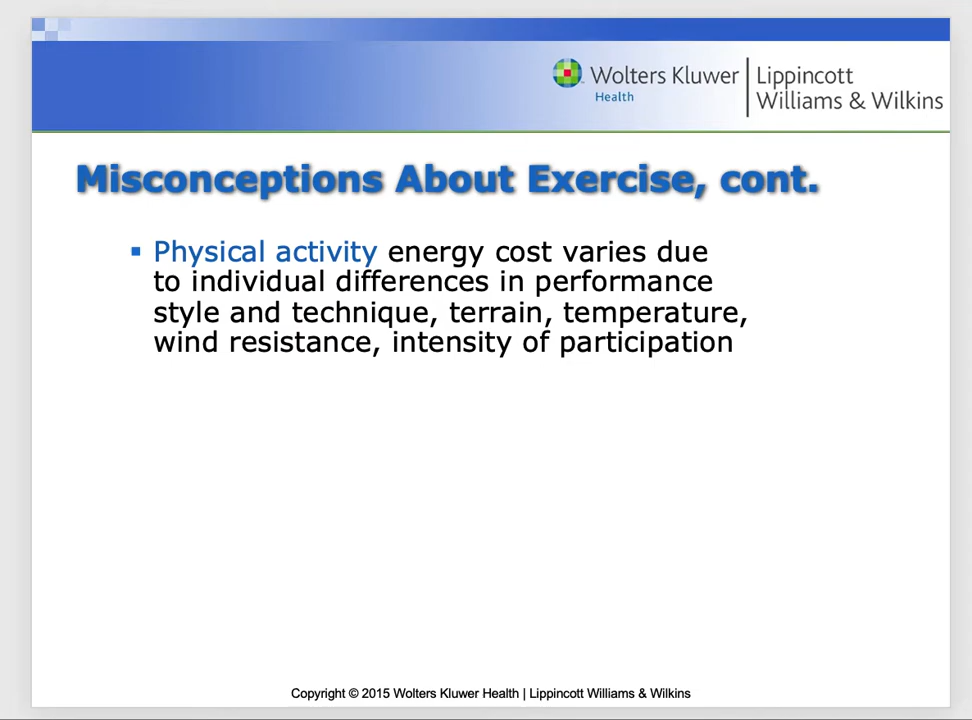 Wolters Kluwer
Health
Lippincott
Williams & Wilkins
Misconceptions About Exercise, cont.
Physical activity energy cost varies due
to individual differences in performance
style and technique, terrain, temperature,
wind resistance, intensity of participation
Copyright © 2015 Wolters Kluwer Health | Lippincott Williams & Wilkins